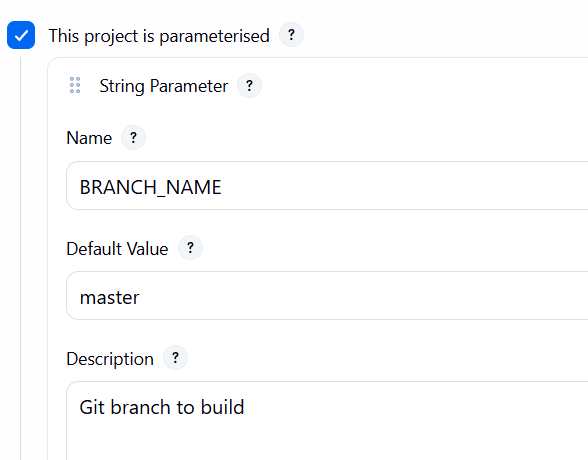 This project is parameterised ?
String Parameter ?
Name ?
BRANCH_NAME
Default Value ?
master
Description ?
Git branch to build